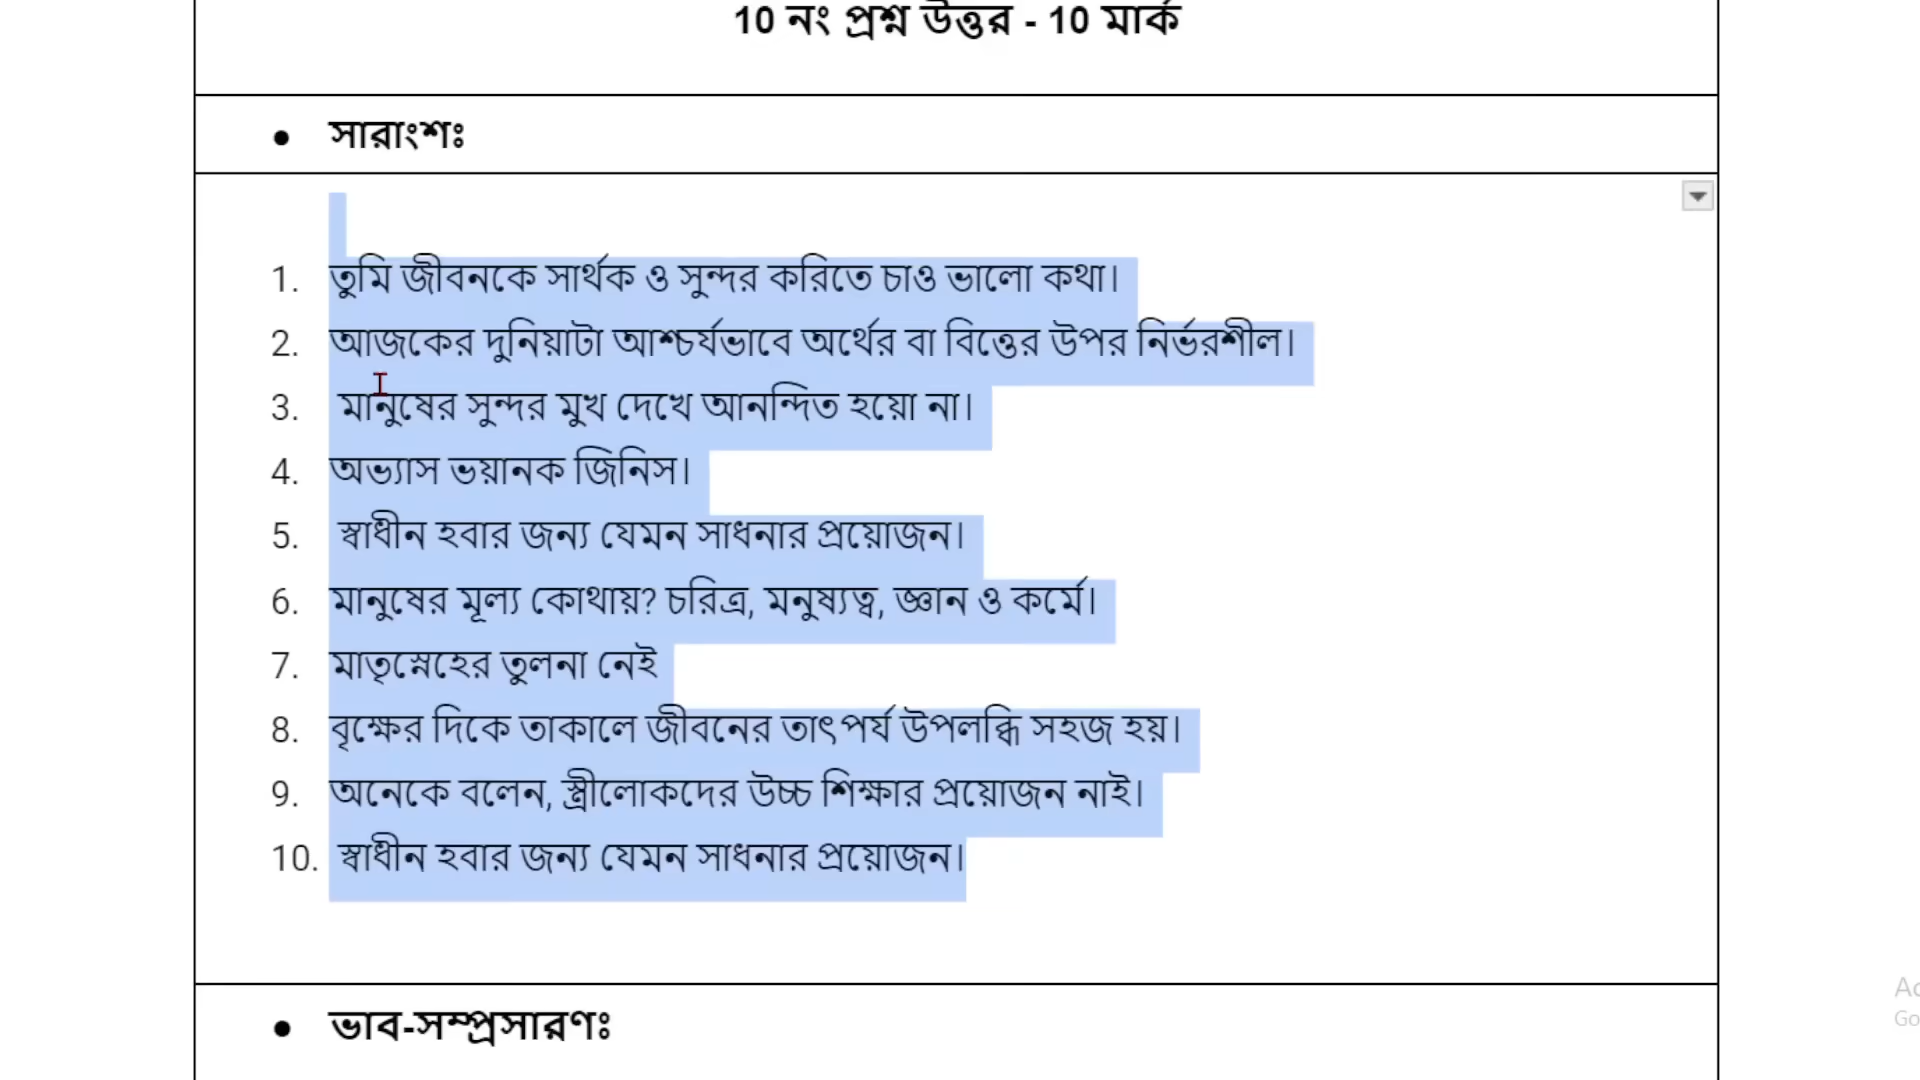 10 নং প্রশ্ন উত্তর - 10 মার্ক
● সারাংশঃ
1. তুমি জীবনকে সার্থক ও সুন্দর করিতে চাও ভালো কথা।
2. আজকের দুনিয়াটা আশ্চর্যভাবে অর্থের বা বিত্তের উপর নির্ভরশীল।
3. মানুষের সুন্দর মুখ দেখে আনন্দিত হয়ো না।
4. অভ্যাস ভয়ানক জিনিস।
5. স্বাধীন হবার জন্য যেমন সাধনার প্রয়োজন।
6. মানুষের মূল্য কোথায়? চরিত্র, মনুষ্যত্ব, জ্ঞান ও কর্মে।
7. মাতৃস্নেহের তুলনা নেই
8. বৃক্ষের দিকে তাকালে জীবনের তাৎপর্য উপলব্ধি সহজ হয়।
9. অনেকে বলেন, স্ত্রীলোকদের উচ্চ শিক্ষার প্রয়োজন নাই।
10. স্বাধীন হবার জন্য যেমন সাধনার প্রয়োজন।
● ভাব-সম্প্রসারণঃ